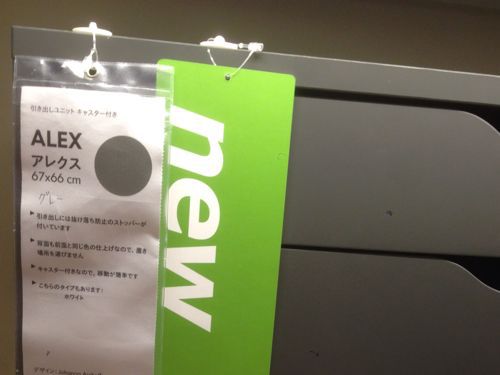 引き出しユニット キャスター付き
ALEX
アレクス
67x66 cm
グレー
▶ 引き出しには抜け落ち防止のストッパーが
付いています
▶ 背面も前面と同じ色の仕上げなので、置き
場所を選びません
▶ キャスター付きなので、移動が簡単です
▶ こちらのタイプもあります：
ホワイト
デザイン：Johanna
new